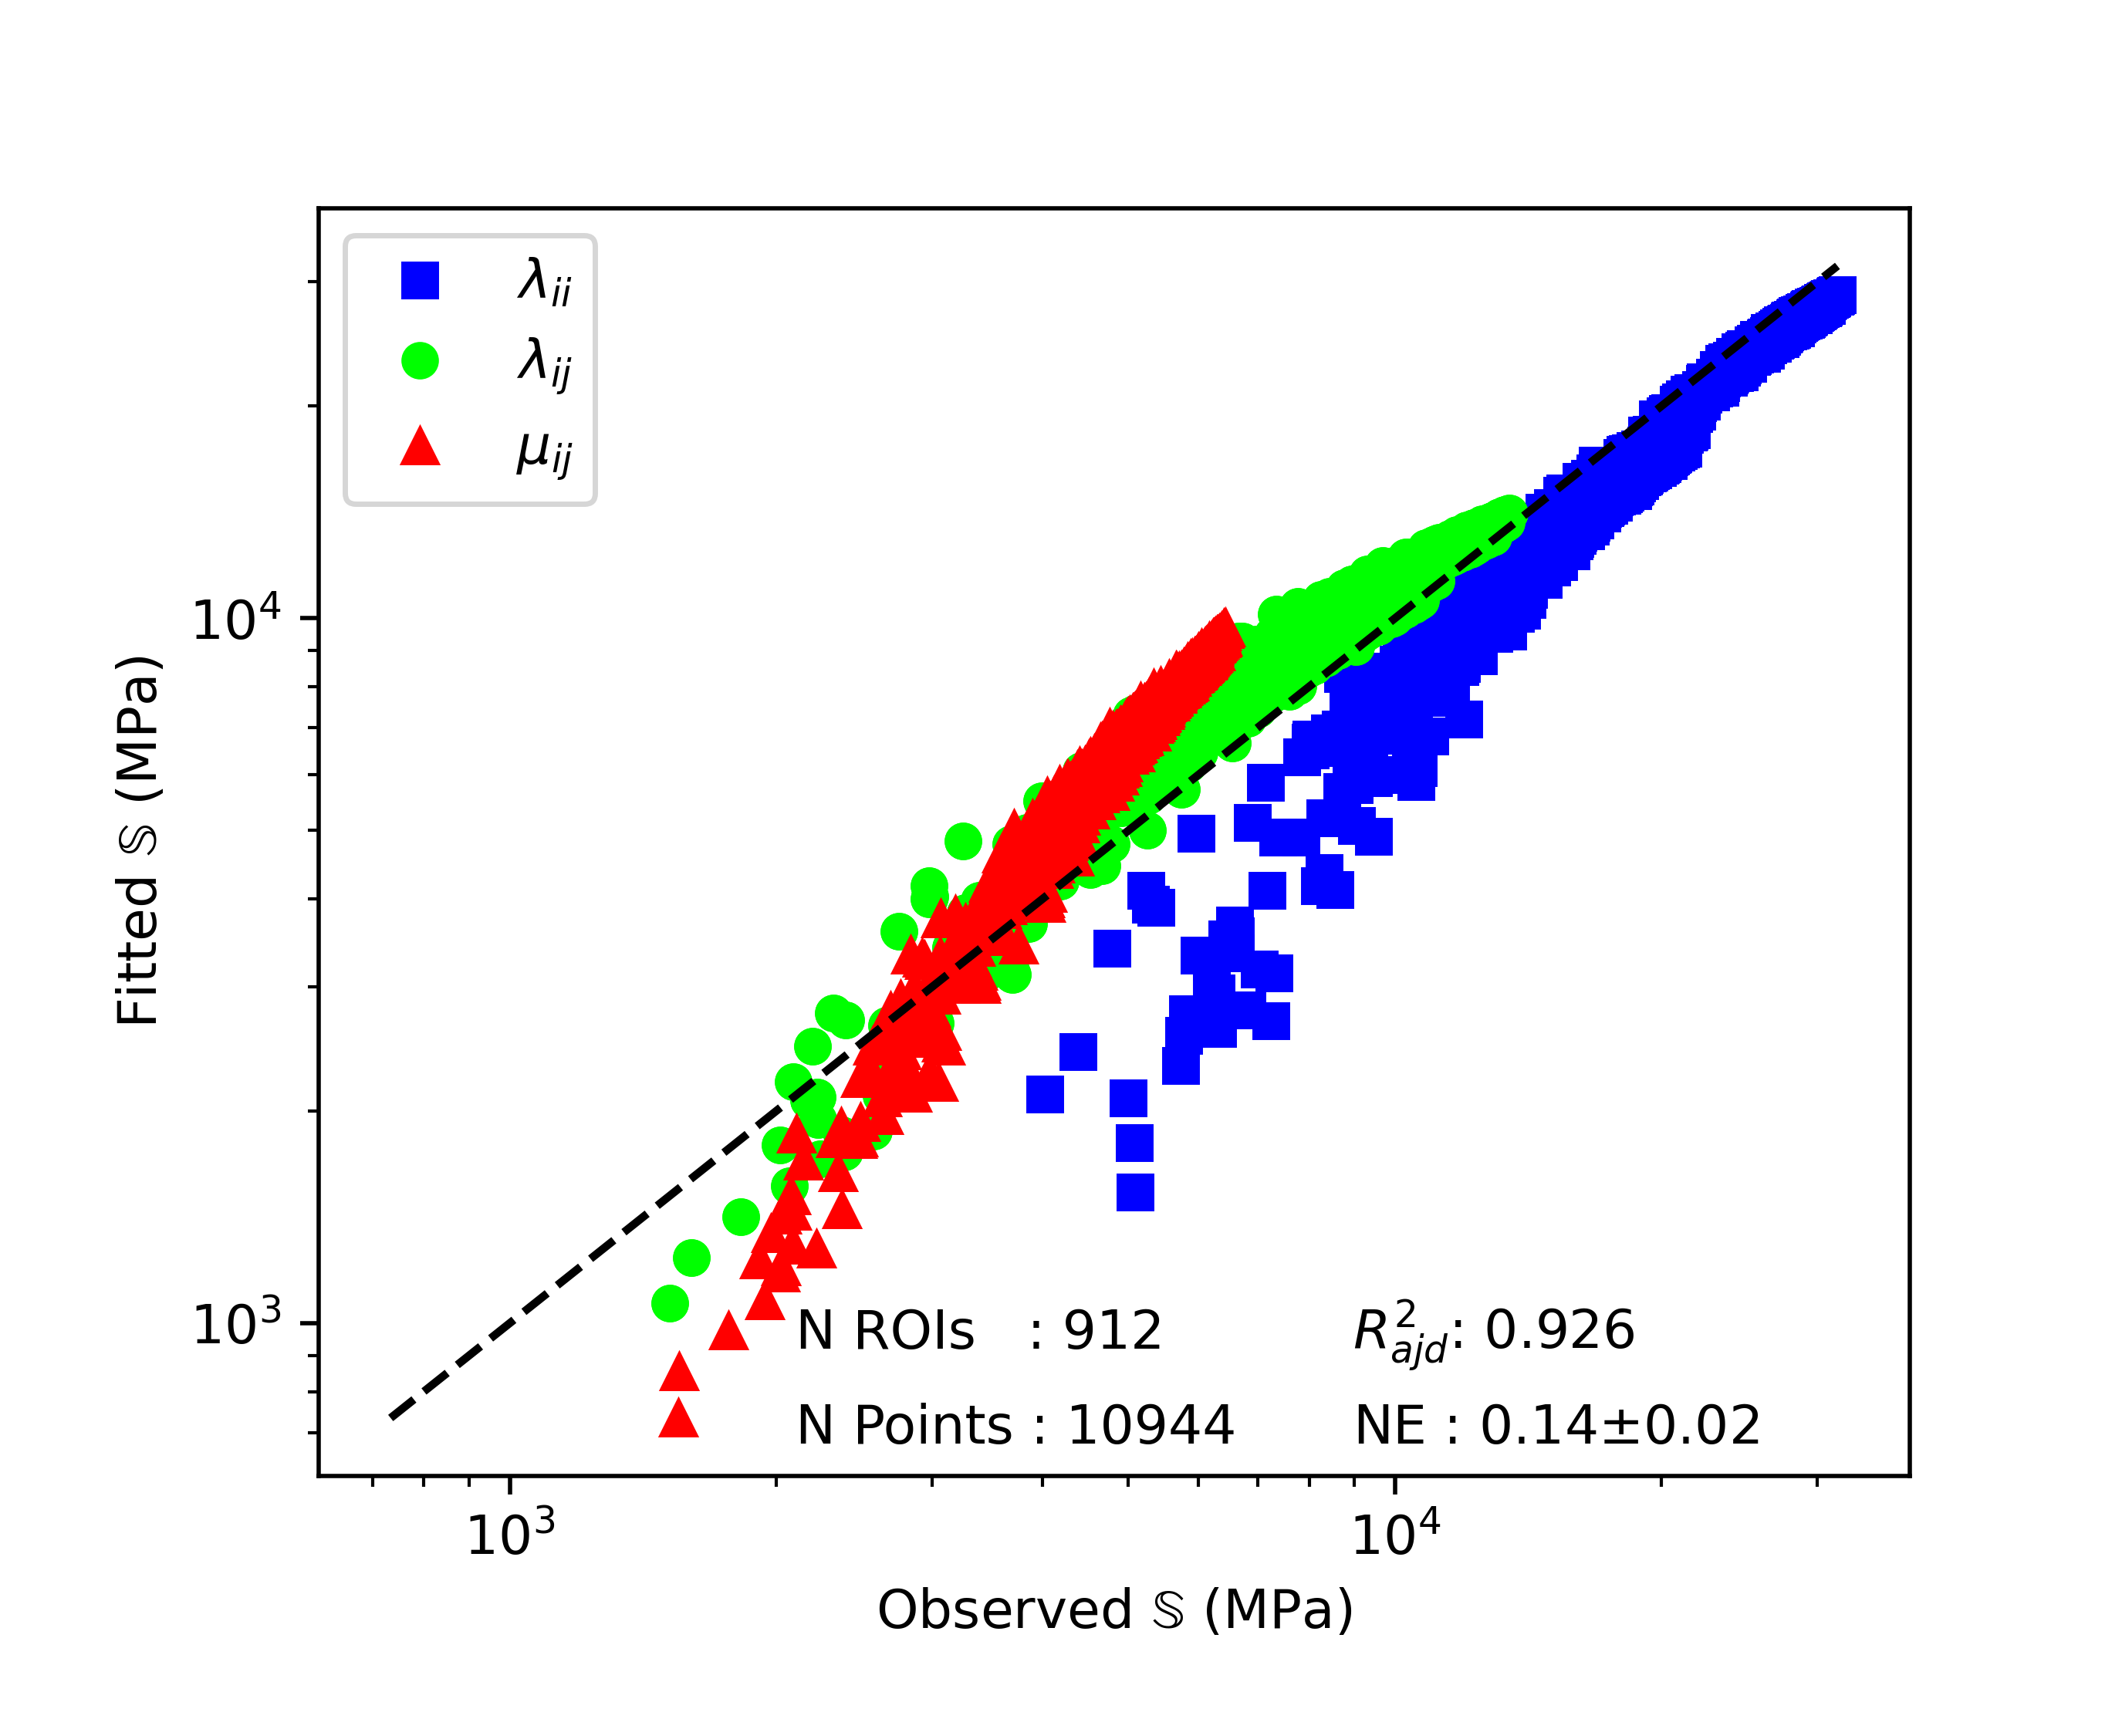 λii
λij
μij
10^4
10^3
Fitted 𝕊 (MPa)
N ROIs : 912
R^2_ajd: 0.926
N Points : 10944
NE : 0.14±0.02
10^3
10^4
Observed 𝕊 (MPa)